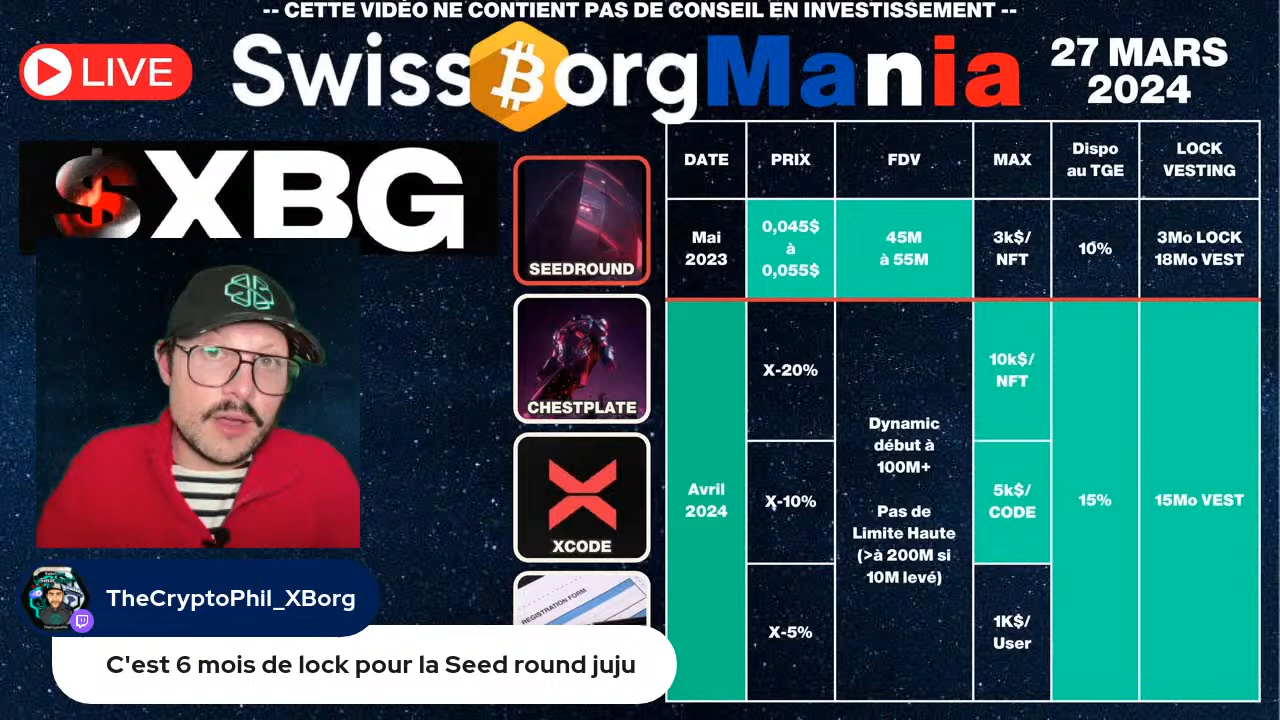 -- CETTE VIDÉO NE CONTIENT PAS DE CONSEIL EN INVESTISSEMENT --
LIVE
SwissBorgMania
27 MARS
2024
$XBG
SEEDROUND
CHESTPLATE
XCODE
REGISTRATION FORM
DATE
PRIX
FDV
MAX
Dispo
au TGE
LOCK
VESTING
Mai
2023
0,045$
à
0,055$
45M
à 55M
3k$/
NFT
10%
3Mo LOCK
18Mo VEST
Avril
2024
X-20%
X-10%
X-5%
Dynamic
début à
100M+
Pas de
Limite Haute
(>à 200M si
10M levé)
10k$/
NFT
5k$/
CODE
1K$/
User
15%
15Mo VEST
TheCryptoPhil_XBorg
C'est 6 mois de lock pour la Seed round juju